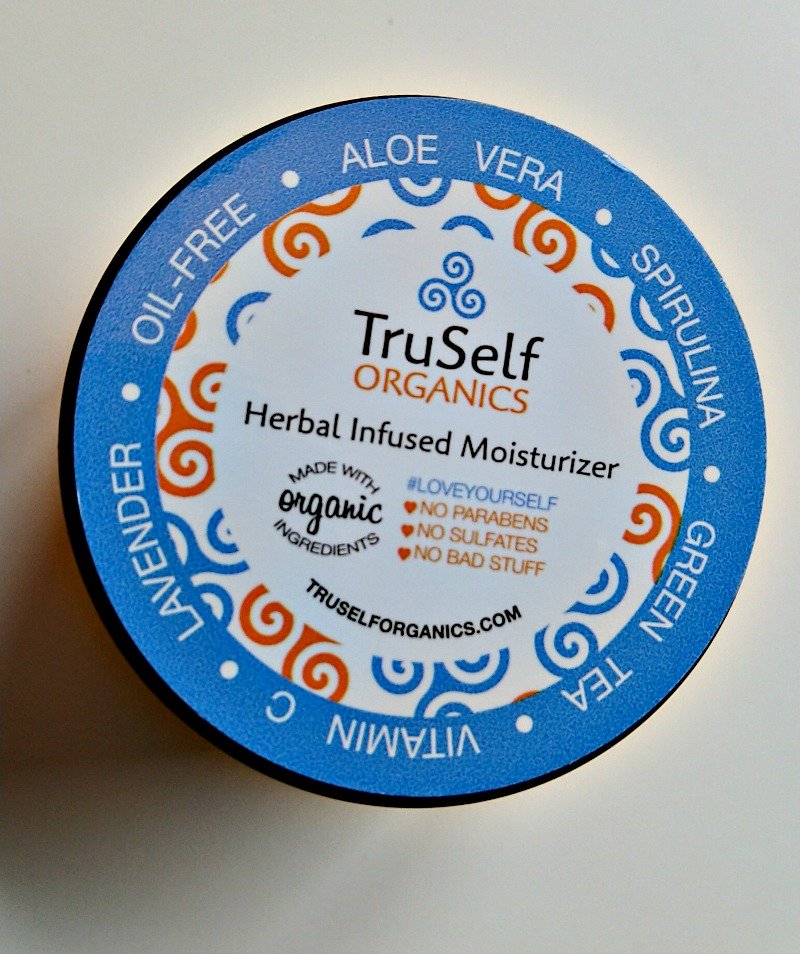 ALOE VERA • SPIRULINA • GREEN TEA • VITAMIN C • LAVENDER • OIL-FREE •
TruSelf
ORGANICS
Herbal Infused Moisturizer
MADE WITH
organic
INGREDIENTS
#LOVEYOURSELF
♥NO PARABENS
♥NO SULFATES
♥NO BAD STUFF
TRUSELFORGANICS.COM